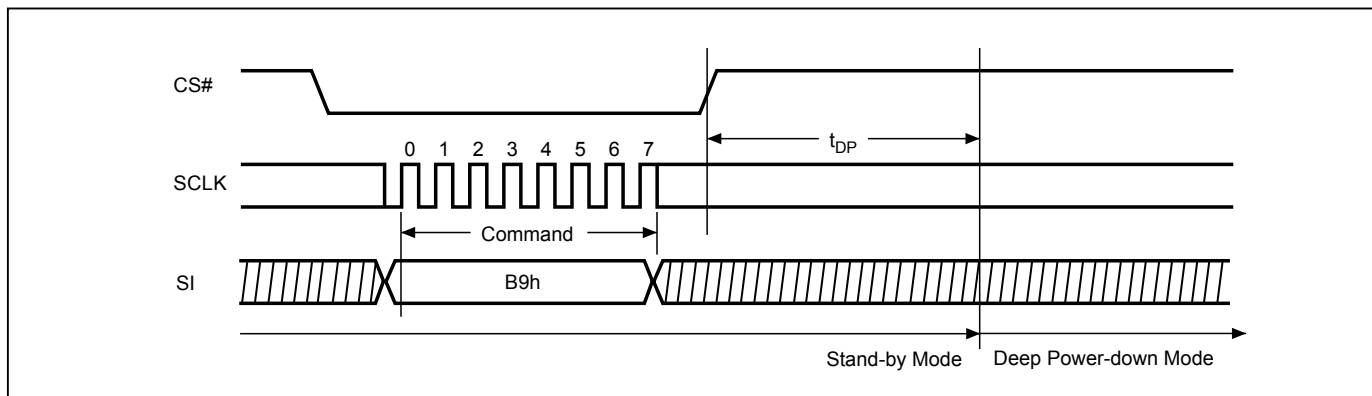 CS#
t_DP
0 1 2 3 4 5 6 7
SCLK
Command
SI
B9h
Stand-by Mode Deep Power-down Mode